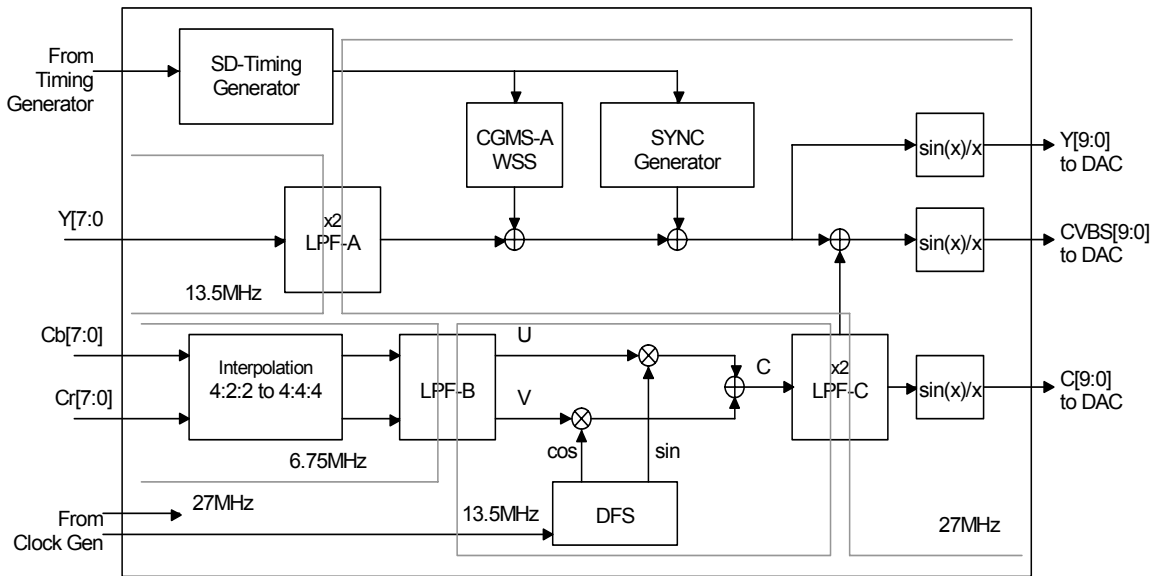 From
Timing
Generator
SD-Timing
Generator
CGMS-A
WSS
SYNC
Generator
sin(x)/x
Y[9:0]
to DAC
Y[7:0
x2
LPF-A
sin(x)/x
CVBS[9:0]
to DAC
13.5MHz
Cb[7:0]
Cr[7:0]
Interpolation
4:2:2 to 4:4:4
LPF-B
U
V
C
x2
LPF-C
sin(x)/x
C[9:0]
to DAC
cos
sin
6.75MHz
27MHz
13.5MHz
DFS
27MHz
From
Clock Gen